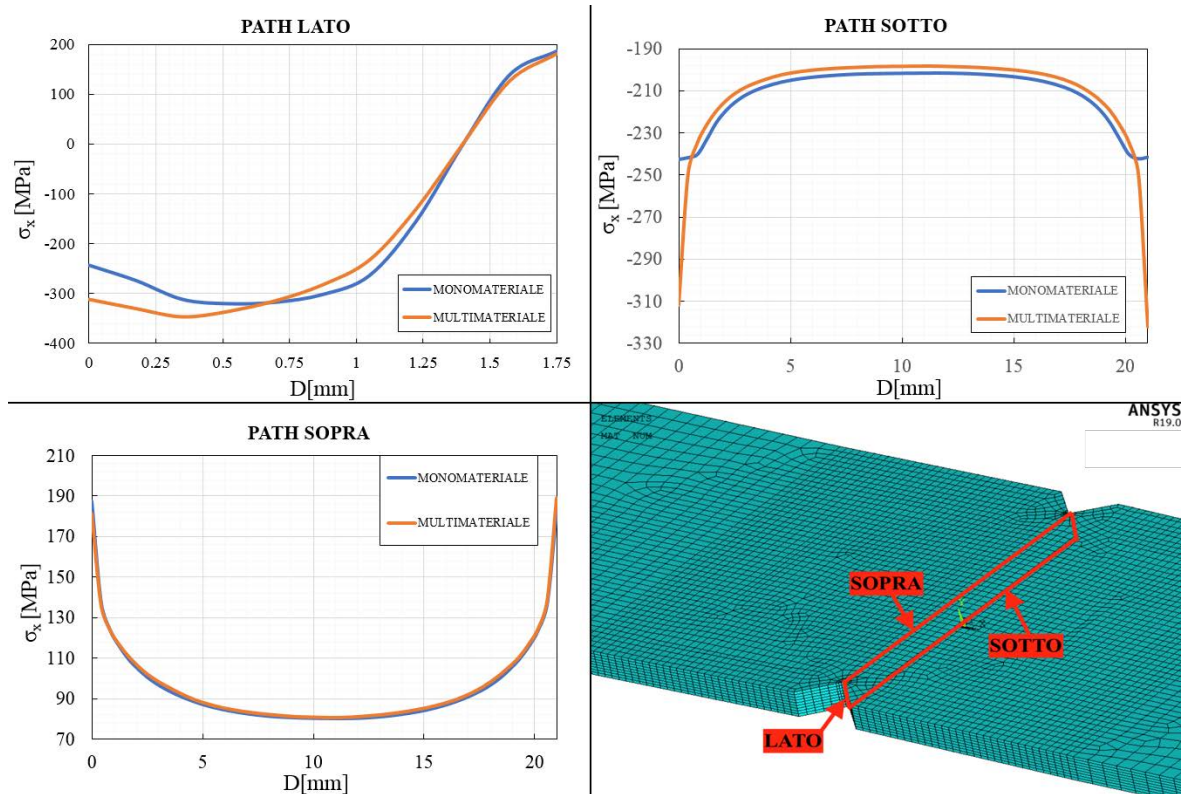 PATH LATO
200
100
0
-100
-200
-300
-400
σx [MPa]
MONOMATERIALE
MULTIMATERIALE
0 0.25 0.5 0.75 1 1.25 1.5 1.75
D[mm]
PATH SOTTO
-190
-210
-230
-250
-270
-290
-310
-330
σx [MPa]
MONOMATERIALE
MULTIMATERIALE
0 5 10 15 20
D[mm]
PATH SOPRA
210
190
170
150
130
110
90
70
σx [MPa]
MONOMATERIALE
MULTIMATERIALE
0 5 10 15 20
D[mm]
ELEMENTS
MAT NUM
ANSYS
R19.0
SOPRA
SOTTO
LATO